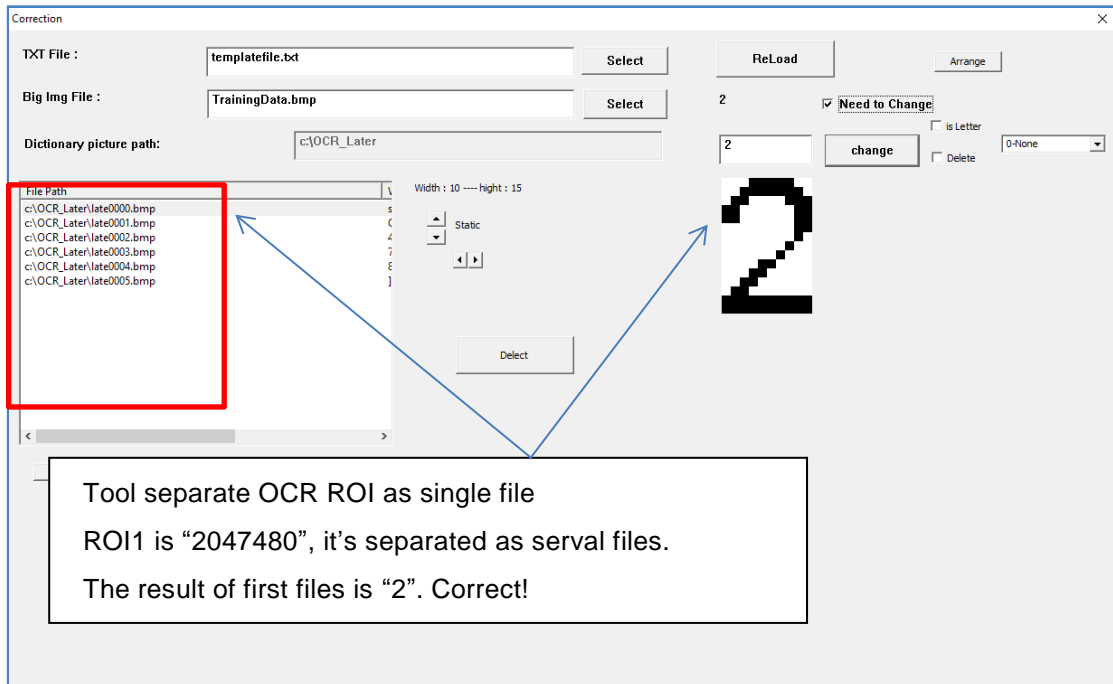 Correction
TXT File :
templatefile.txt
Select
ReLoad
Arrange
Big Img File :
TrainingData.bmp
Select
2
Need to Change
is Letter
Dictionary picture path:
c:\OCR_Later
2
change
Delete
0-None
File Path
Width : 10 ---- hight : 15
c:\OCR_Later\late0000.bmp
c:\OCR_Later\late0001.bmp
c:\OCR_Later\late0002.bmp
c:\OCR_Later\late0003.bmp
c:\OCR_Later\late0004.bmp
c:\OCR_Later\late0005.bmp
Static
2
Delect
Tool separate OCR ROI as single file
ROI1 is “2047480”, it’s separated as serval files.
The result of first files is “2”. Correct!